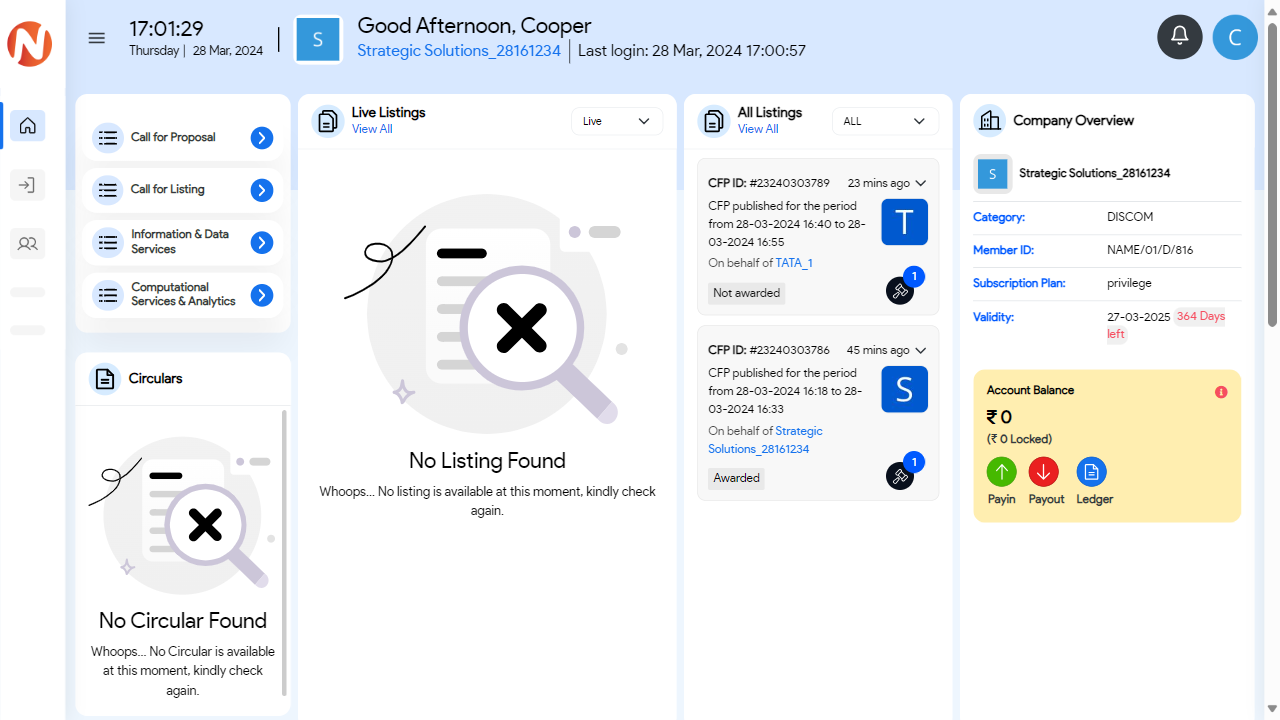 17:01:29
Thursday | 28 Mar, 2024
S
Good Afternoon, Cooper
Strategic Solutions_28161234 | Last login: 28 Mar, 2024 17:00:57
C
Call for Proposal
Call for Listing
Information & Data
Services
Computational
Services & Analytics
Circulars
No Circular Found
Whoops... No Circular is available
at this moment, kindly check
again.
Live Listings
View All
Live
No Listing Found
Whoops... No listing is available at this moment, kindly check
again.
All Listings
View All
ALL
CFP ID: #23240303789 23 mins ago
CFP published for the period
from 28-03-2024 16:40 to 28-
03-2024 16:55
T
On behalf of TATA_1
Not awarded
1
CFP ID: #23240303786 45 mins ago
CFP published for the period
from 28-03-2024 16:18 to 28-
03-2024 16:33
S
On behalf of Strategic
Solutions_28161234
Awarded
1
Company Overview
S
Strategic Solutions_28161234
Category: DISCOM
Member ID: NAME/01/D/816
Subscription Plan: privilege
Validity: 27-03-2025 364 Days
left
Account Balance
₹ 0
(₹ 0 Locked)
Payin Payout Ledger